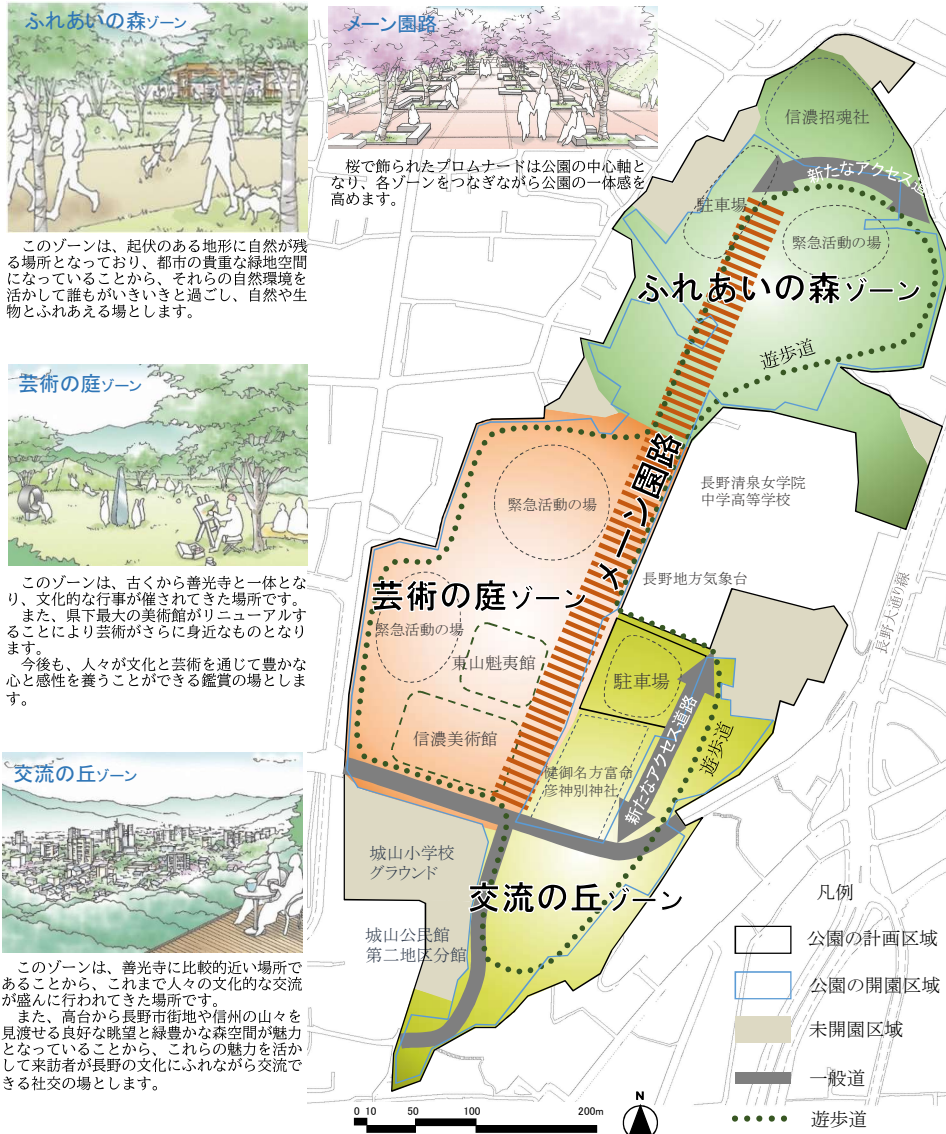 ふれあいの森ゾーン
このゾーンは、起伏のある地形に自然が残
る場所となっており、都市の貴重な緑地空間
になっていることから、それらの自然環境を
活かして誰もがいきいきと過ごし、自然や生
物とふれあえる場とします。
芸術の庭ゾーン
このゾーンは、古くから善光寺と一体とな
り、文化的な行事が催されてきた場所です。
また、県下最大の美術館がリニューアルす
ることにより芸術がさらに身近なものとなり
ます。
今後も、人々が文化と芸術を通じて豊かな
心と感性を養うことができる鑑賞の場としま
す。
交流の丘ゾーン
このゾーンは、善光寺に比較的近い場所で
あることから、これまで人々の文化的な交流
が盛んに行われてきた場所です。
また、高台から長野市街地や信州の山々を
見渡せる良好な眺望と緑豊かな森空間が魅力
となっていることから、これらの魅力を活か
して来訪者が長野の文化にふれながら交流で
きる社交の場とします。
メーン園路
桜で飾られたプロムナードは公園の中心軸と
なり、各ゾーンをつなぎながら公園の一体感を
高めます。
信濃招魂社
新たなアクセス道
駐車場
緊急活動の場
ふれあいの森ゾーン
遊歩道
メーン園路
長野清泉女学院
中学高等学校
緊急活動の場
長野地方気象台
芸術の庭ゾーン
緊急活動の場
長野大通り線
東山魁夷館
駐車場
信濃美術館
新たなアクセス道路
遊歩道
健御名方富命
彦神別神社
城山小学校
グラウンド
交流の丘ゾーン
城山公民館
第二地区分館
凡例
公園の計画区域
公園の開園区域
未開園区域
一般道
遊歩道
0 10 50 100 200m
N